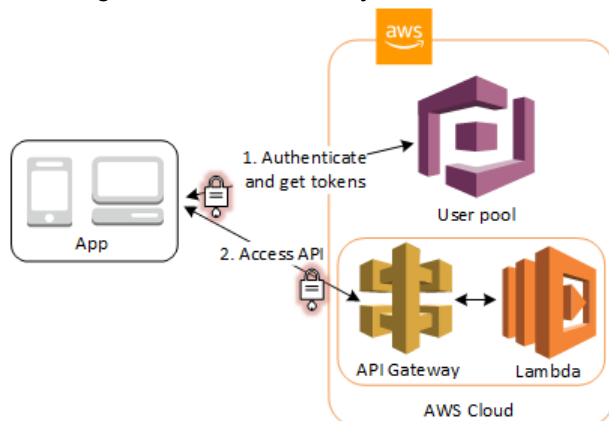 aws
1. Authenticate
and get tokens
User pool
App
2. Access API
API Gateway
Lambda
AWS Cloud